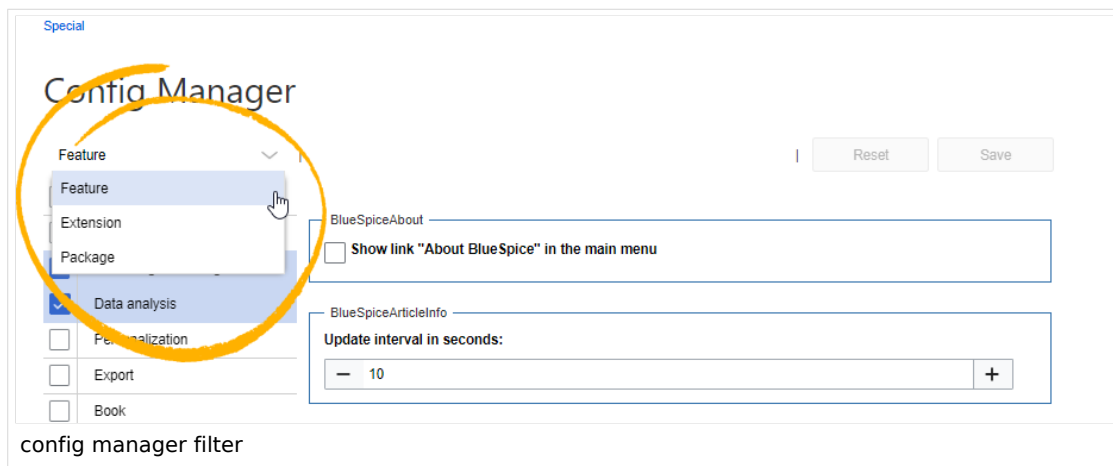 Special
Config Manager
Feature
Reset
Save
Feature
Extension
Package
Data analysis
Personalization
Export
Book
BlueSpiceAbout
Show link "About BlueSpice" in the main menu
BlueSpiceArticleInfo
Update interval in seconds:
− 10 +
config manager filter